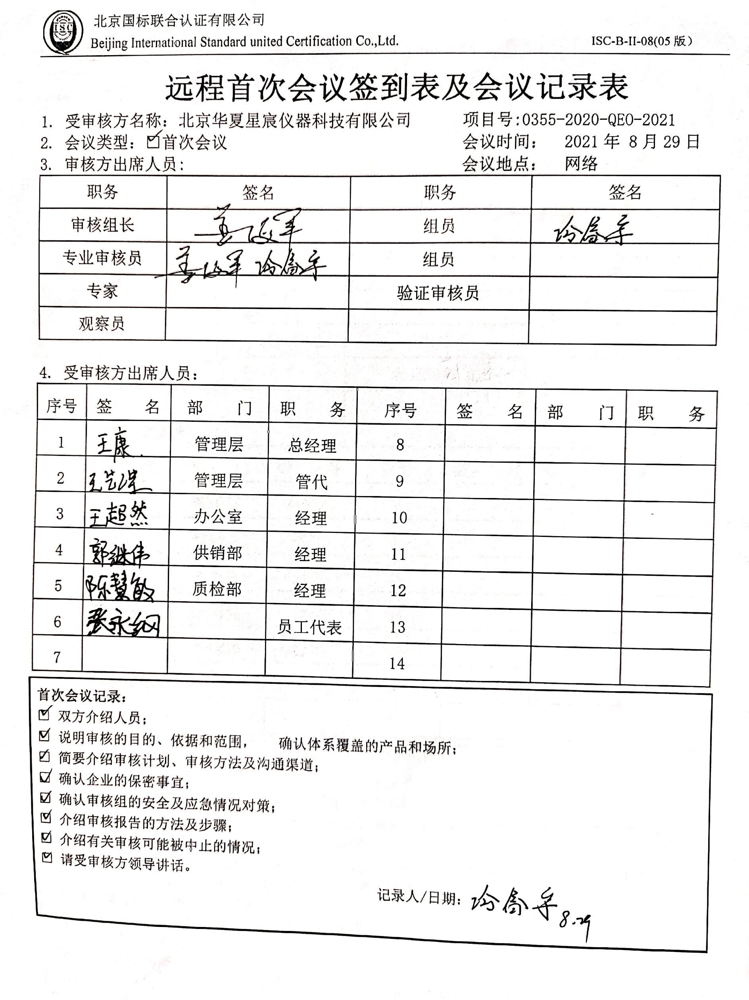 ISC
北京国标联合认证有限公司
Beijing International Standard united Certification Co.,Ltd.
ISC-B-II-08(05版)
远程首次会议签到表及会议记录表
1. 受审核方名称：北京华夏星宸仪器科技有限公司 项目号:0355-2020-QEO-2021
2. 会议类型：☑首次会议 会议时间： 2021年 8月29日
3. 审核方出席人员： 会议地点： 网络
职务 签名 职务 签名
审核组长 组员
专业审核员 组员
专家 验证审核员
观察员
4. 受审核方出席人员：
序号 签 名 部 门 职 务 序号 签 名 部 门 职 务
1 王康 管理层 总经理 8
2 管理层 管代 9
3 王超然 办公室 经理 10
4 郭继伟 供销部 经理 11
5 陈慧敏 质检部 经理 12
6 张永纲 员工代表 13
7 14
首次会议记录：
☑ 双方介绍人员；
☑ 说明审核的目的、依据和范围， 确认体系覆盖的产品和场所；
☑ 简要介绍审核计划、审核方法及沟通渠道；
☑ 确认企业的保密事宜；
☑ 确认审核组的安全及应急情况对策；
☑ 介绍审核报告的方法及步骤；
☑ 介绍有关审核可能被中止的情况；
☑ 请受审核方领导讲话。
记录人/日期： 8.29